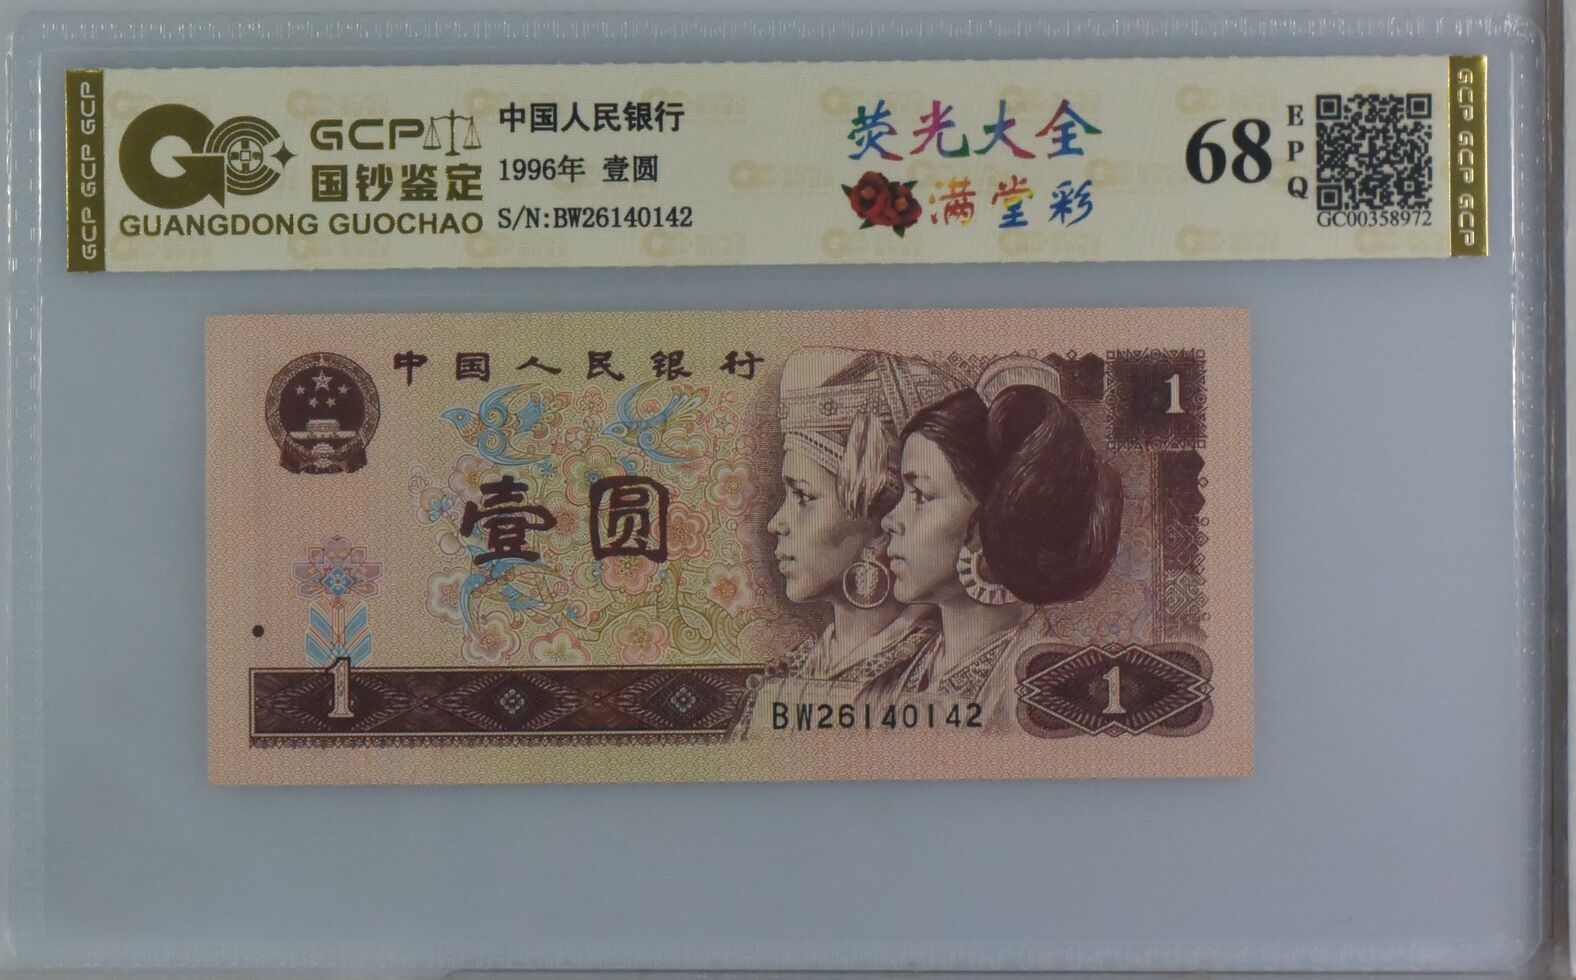 GCP GCP GCP
GCP
国钞鉴定
GUANGDONG GUOCHAO
中国人民银行
1996年 壹圆
S/N:BW26140142
荧光大全
满堂彩
68
EPQ
GC00358972
GCP GCP GCP
中国人民银行
1
壹圆
1
BW26140142
1